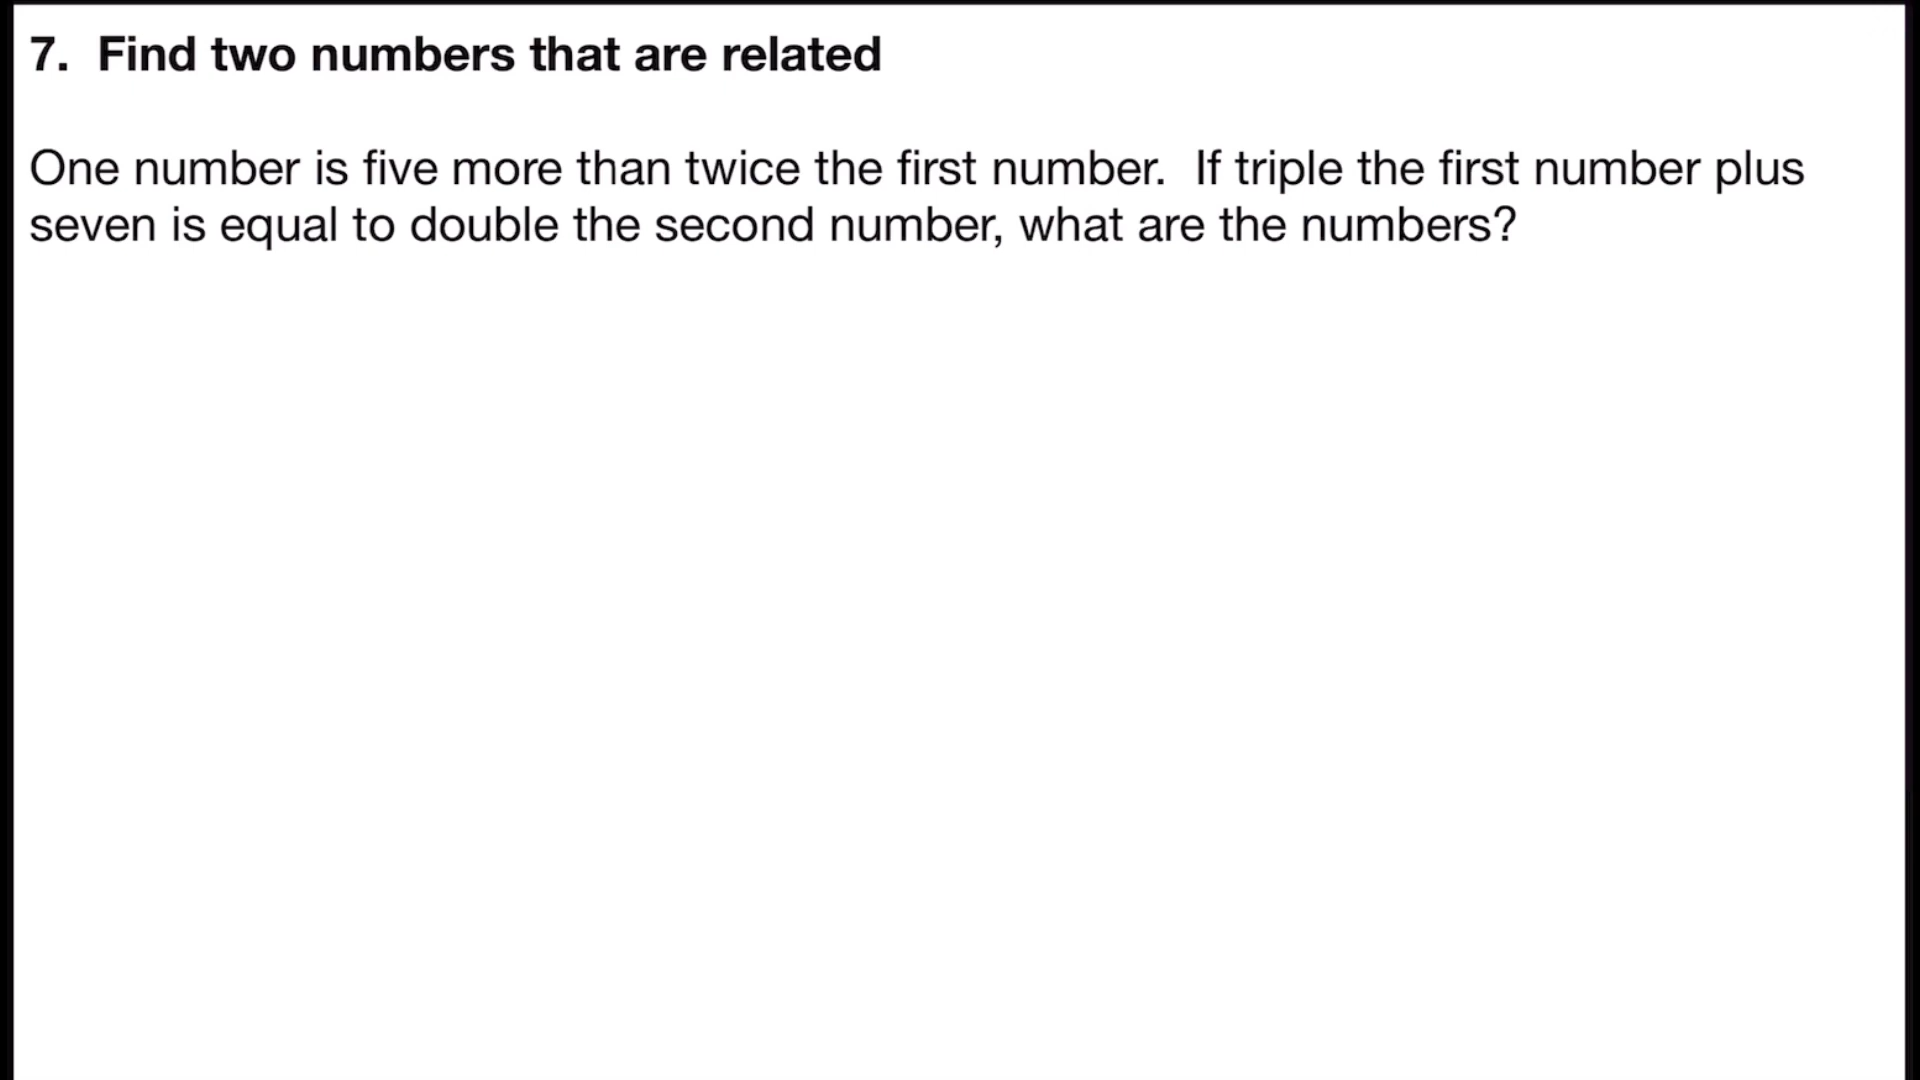 7. Find two numbers that are related
One number is five more than twice the first number. If triple the first number plus
seven is equal to double the second number, what are the numbers?